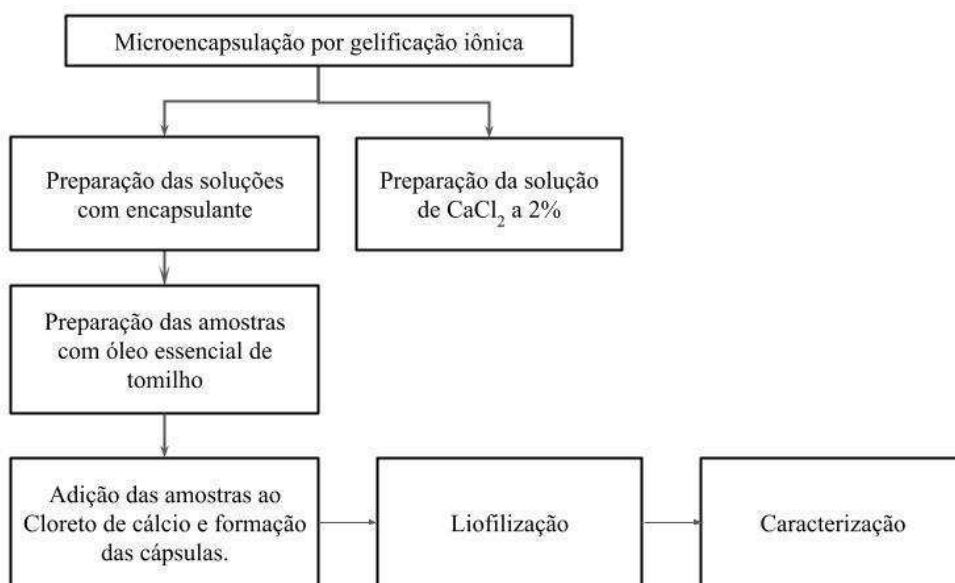 Microencapsulação por gelificação iônica
Preparação das soluções
com encapsulante
Preparação da solução
de CaCl₂ a 2%
Preparação das amostras
com óleo essencial de
tomilho
Adição das amostras ao
Cloreto de cálcio e formação
das cápsulas.
Liofilização
Caracterização